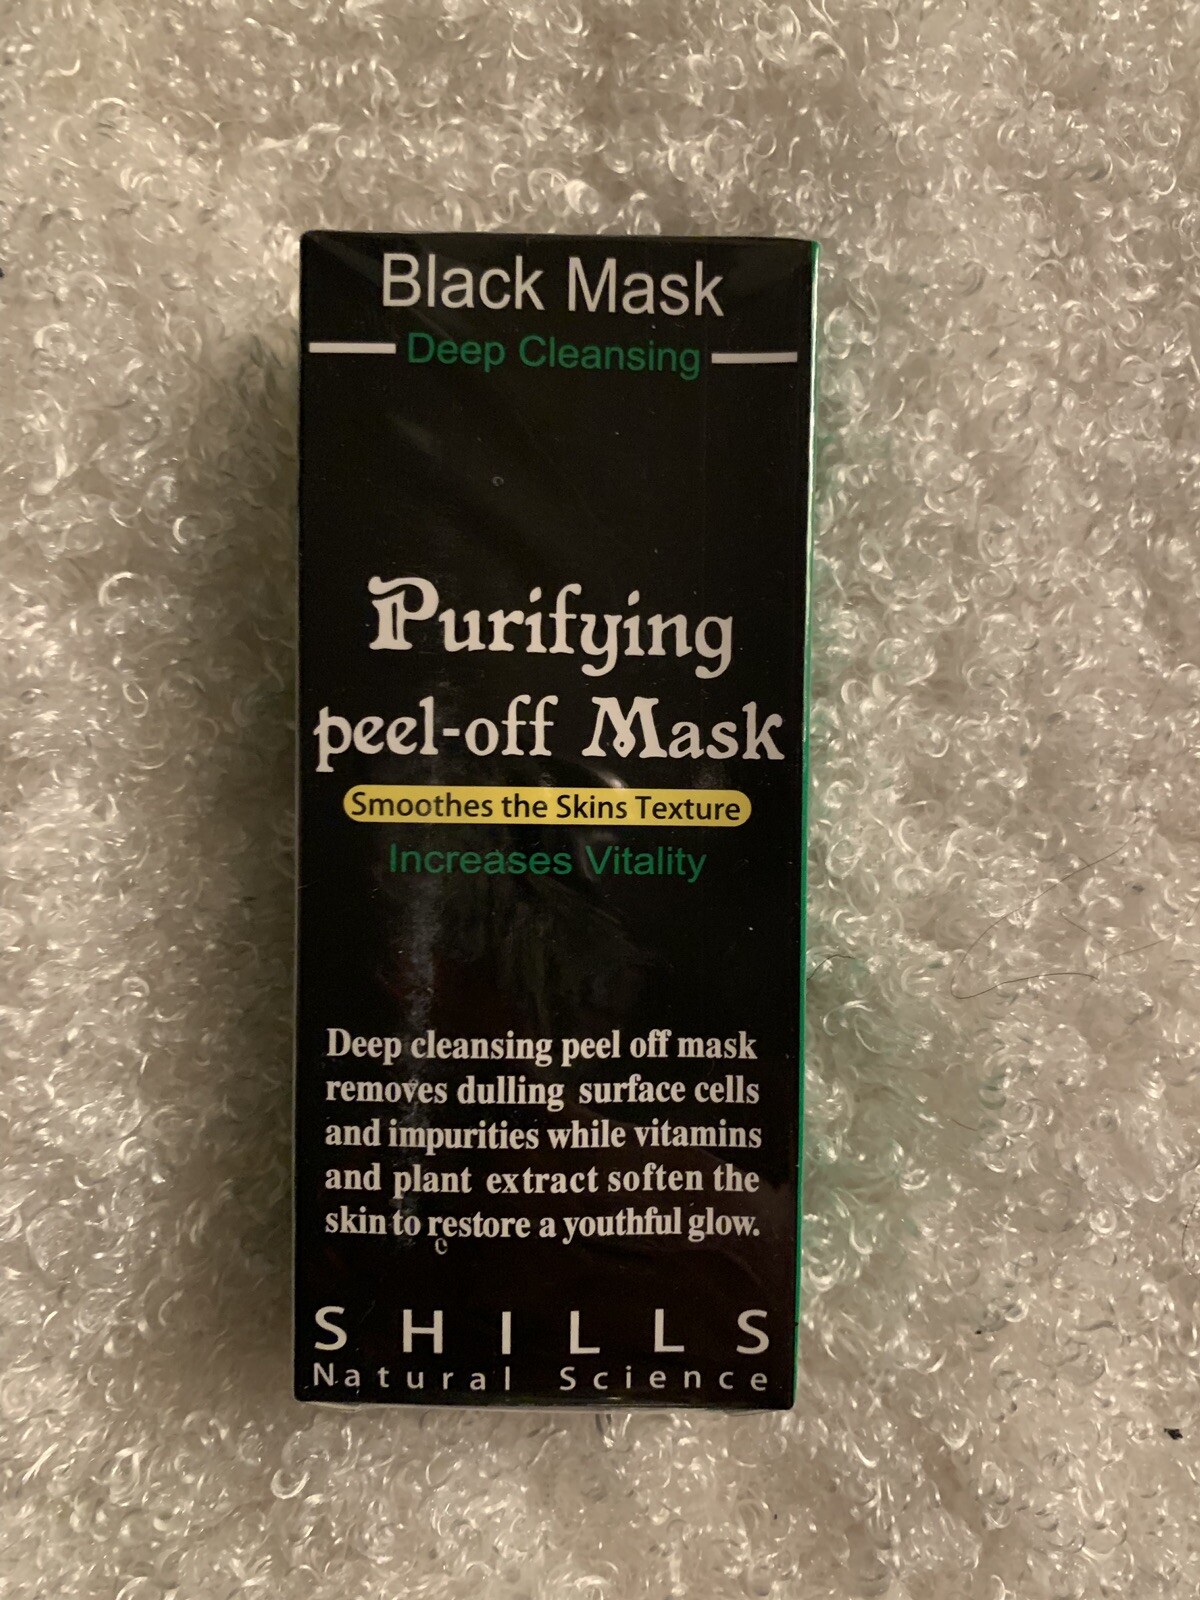 Black Mask
Deep Cleansing
Purifying
peel-off Mask
Smoothes the Skins Texture
Increases Vitality
Deep cleansing peel off mask
removes dulling surface cells
and impurities while vitamins
and plant extract soften the
skin to restore a youthful glow.
SHILLS
Natural Science